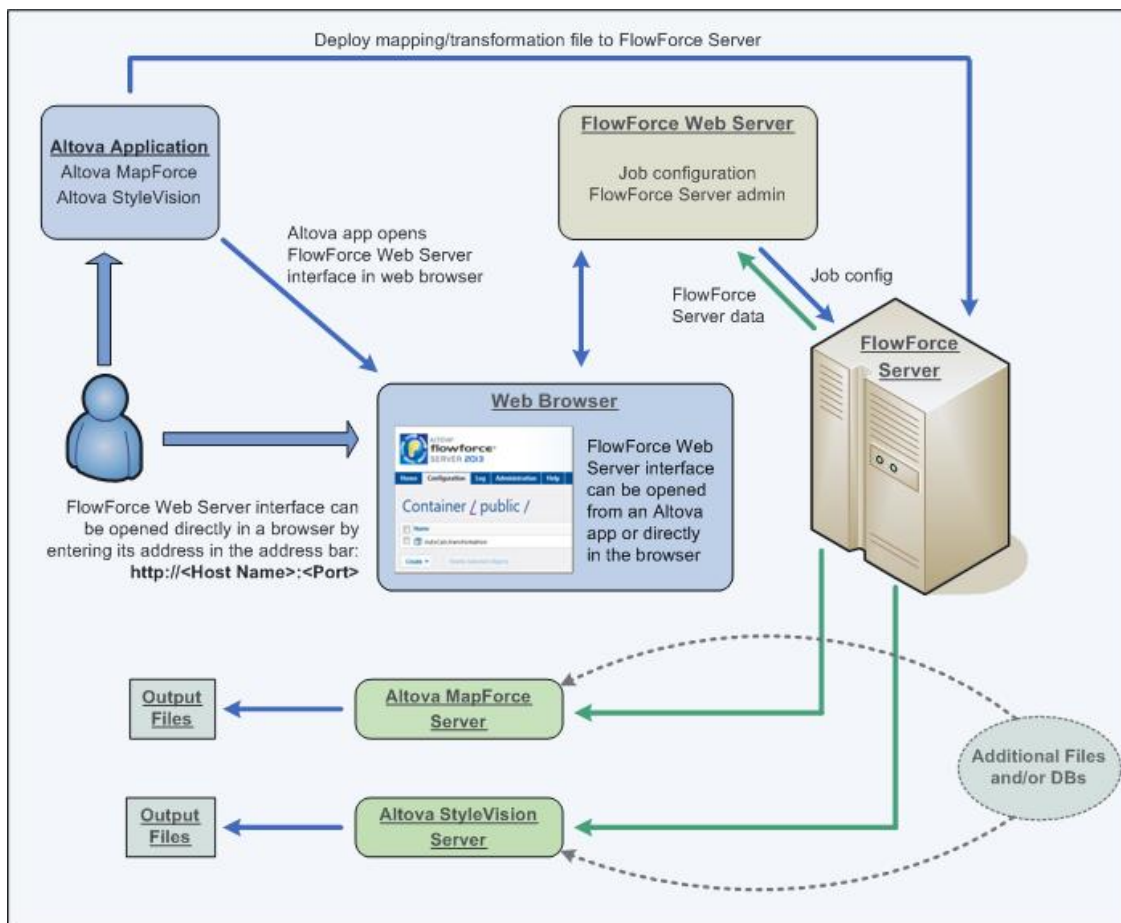 Deploy mapping/transformation file to FlowForce Server
Altova Application
Altova MapForce
Altova StyleVision
FlowForce Web Server
Job configuration
FlowForce Server admin
Altova app opens
FlowForce Web Server
interface in web browser
Job config
FlowForce
Server data
FlowForce
Server
Web Browser
ALTOVA
flowforce
SERVER 2013
Home Configuration Log Administration Help
Container / public /
Name
Create
FlowForce Web
Server interface
can be opened
from an Altova
app or directly
in the browser
FlowForce Web Server interface can
be opened directly in a browser by
entering its address in the address bar:
http://<Host Name>:<Port>
Output
Files
Altova MapForce
Server
Additional Files
and/or DBs
Output
Files
Altova StyleVision
Server